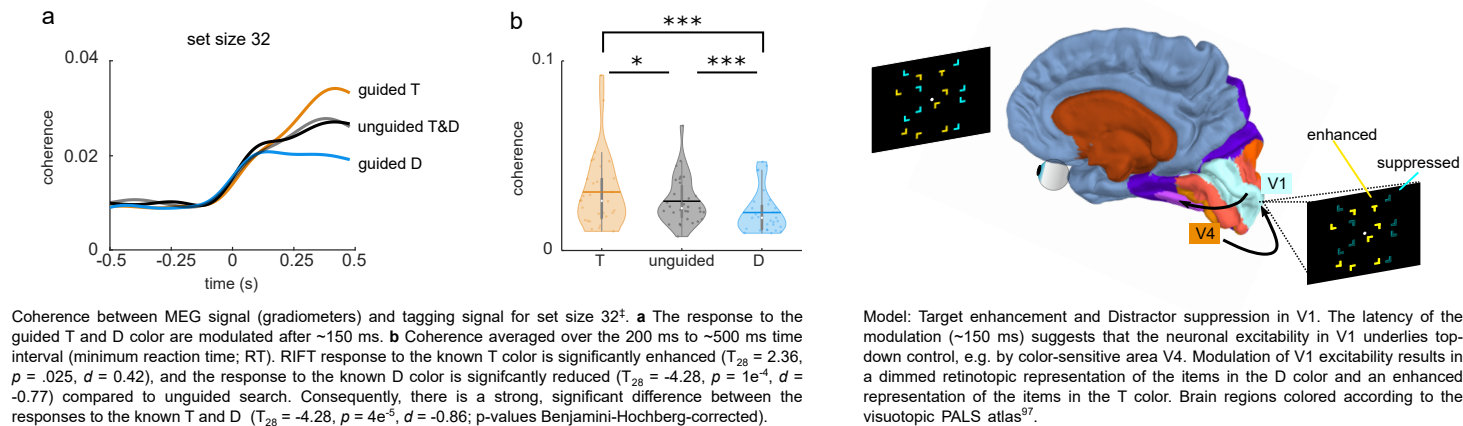 a
set size 32
0.04
0.02
0
coherence
-0.5
-0.25
0
0.25
0.5
time (s)
guided T
unguided T&D
guided D
b
***
*
***
0.1
0
coherence
T
unguided
D
enhanced
suppressed
V1
V4
Coherence between MEG signal (gradiometers) and tagging signal for set size 32‡. a The response to the
guided T and D color are modulated after ~150 ms. b Coherence averaged over the 200 ms to ~500 ms time
interval (minimum reaction time; RT). RIFT response to the known T color is significantly enhanced (T₂₈ = 2.36,
p = .025, d = 0.42), and the response to the known D color is signifcantly reduced (T₂₈ = -4.28, p = 1e⁻⁴, d =
-0.77) compared to unguided search. Consequently, there is a strong, significant difference between the
responses to the known T and D (T₂₈ = -4.28, p = 4e⁻⁵, d = -0.86; p-values Benjamini-Hochberg-corrected).
Model: Target enhancement and Distractor suppression in V1. The latency of the
modulation (~150 ms) suggests that the neuronal excitability in V1 underlies top-
down control, e.g. by color-sensitive area V4. Modulation of V1 excitability results in
a dimmed retinotopic representation of the items in the D color and an enhanced
representation of the items in the T color. Brain regions colored according to the
visuotopic PALS atlas⁹⁷.